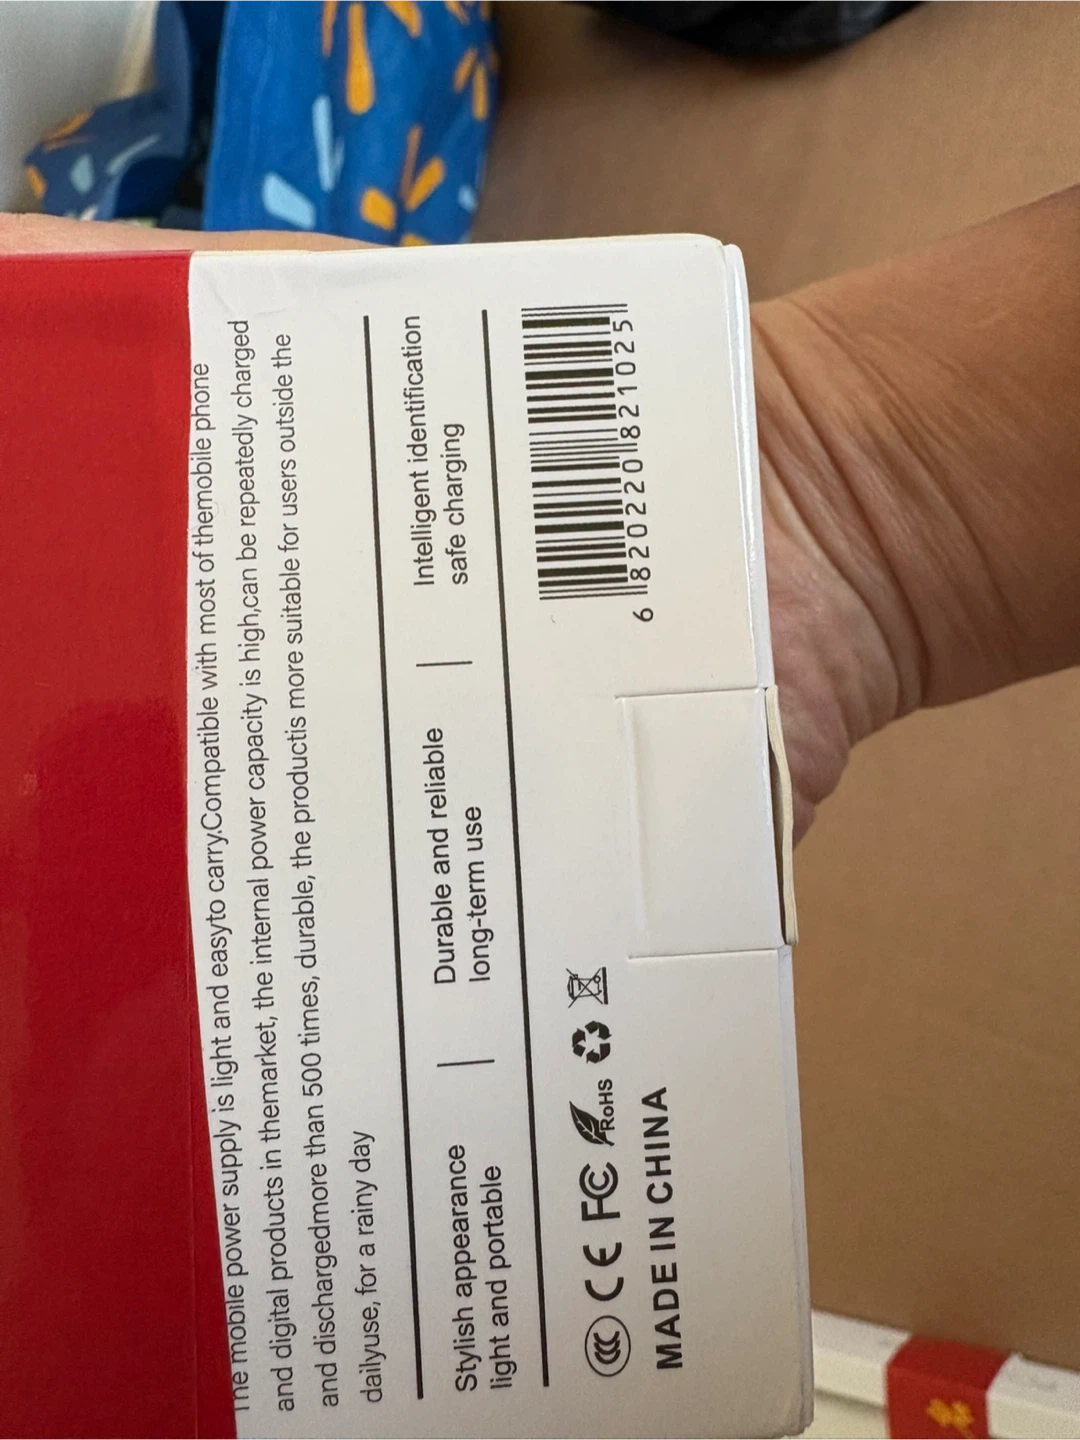 The mobile power supply is light and easyto carry.Compatible with most of themobile phone
and digital products in themarket, the internal power capacity is high,can be repeatedly charged
and dischargedmore than 500 times, durable, the productis more suitable for users outside the
dailyuse, for a rainy day
Stylish appearance
light and portable
Durable and reliable
long-term use
Intelligent identification
safe charging
CCC CE FC RoHS
MADE IN CHINA
6 820220 821025